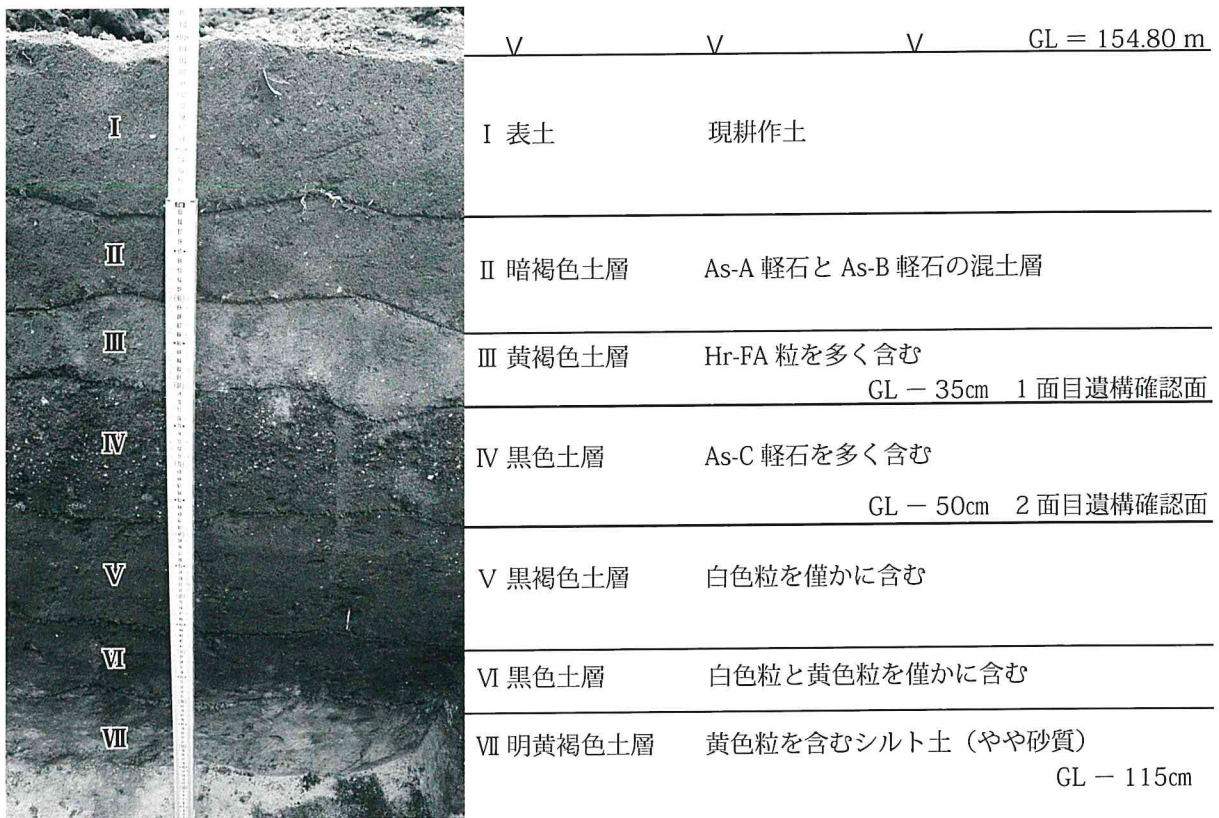 GL = 154.80 m
Ⅰ
Ⅰ 表土 現耕作土
Ⅱ
Ⅱ 暗褐色土層 As-A 軽石と As-B 軽石の混土層
Ⅲ
Ⅲ 黄褐色土層 Hr-FA 粒を多く含む
GL － 35㎝ 1 面目遺構確認面
Ⅳ
Ⅳ 黒色土層 As-C 軽石を多く含む
GL － 50㎝ 2 面目遺構確認面
Ⅴ
Ⅴ 黒褐色土層 白色粒を僅かに含む
Ⅵ
Ⅵ 黒色土層 白色粒と黄色粒を僅かに含む
Ⅶ
Ⅶ 明黄褐色土層 黄色粒を含むシルト土（やや砂質）
GL － 115㎝